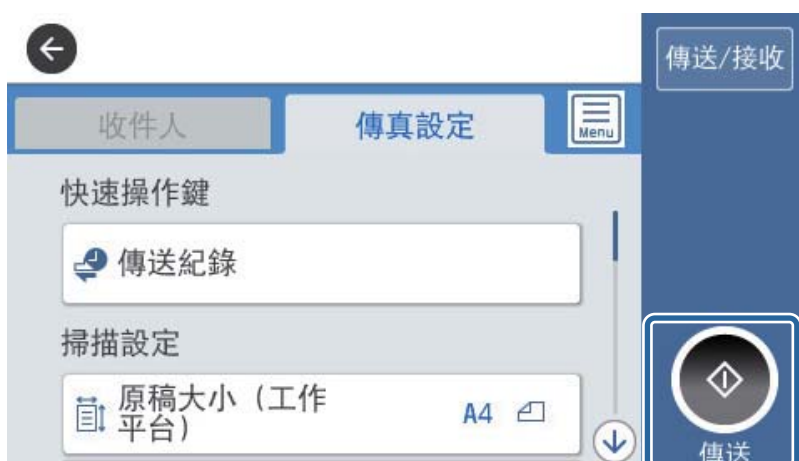 傳送/接收
收件人
傳真設定
Menu
快速操作鍵
傳送紀錄
掃描設定
原稿大小（工作
平台）
A4
傳送